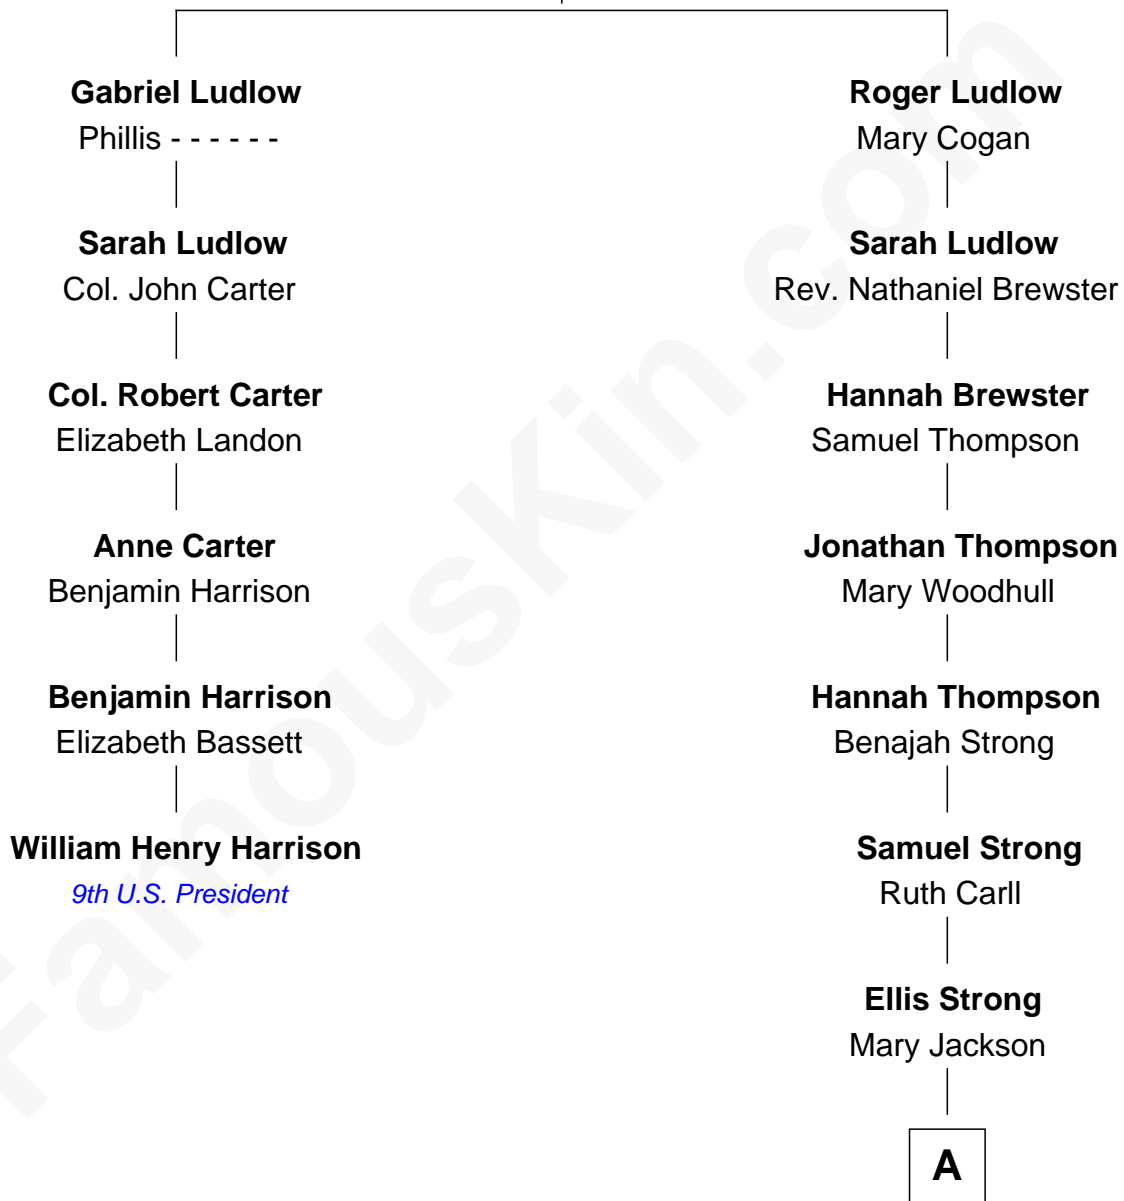 Gabriel Ludlow
Phillis - - - - - -
Sarah Ludlow
Col. John Carter
Col. Robert Carter
Elizabeth Landon
Anne Carter
Benjamin Harrison
Benjamin Harrison
Elizabeth Bassett
William Henry Harrison
9th U.S. President
Roger Ludlow
Mary Cogan
Sarah Ludlow
Rev. Nathaniel Brewster
Hannah Brewster
Samuel Thompson
Jonathan Thompson
Mary Woodhull
Hannah Thompson
Benajah Strong
Samuel Strong
Ruth Carll
Ellis Strong
Mary Jackson
A
FamousKin.com